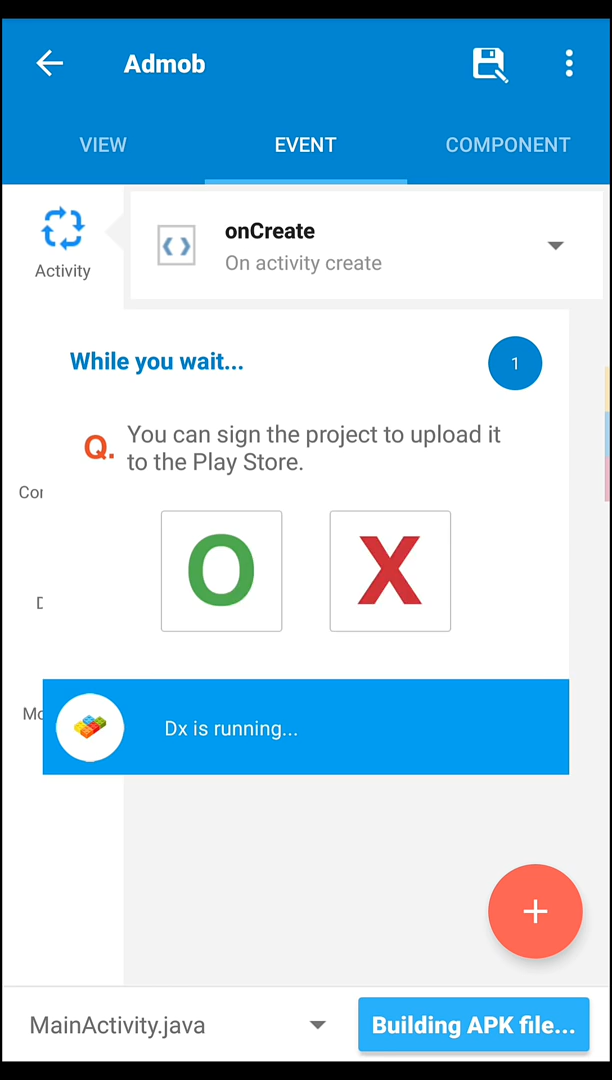 Admob
VIEW
EVENT
COMPONENT
Activity
onCreate
On activity create
While you wait...
1
Q.
You can sign the project to upload it
to the Play Store.
O
X
Dx is running...
MainActivity.java
Building APK file...